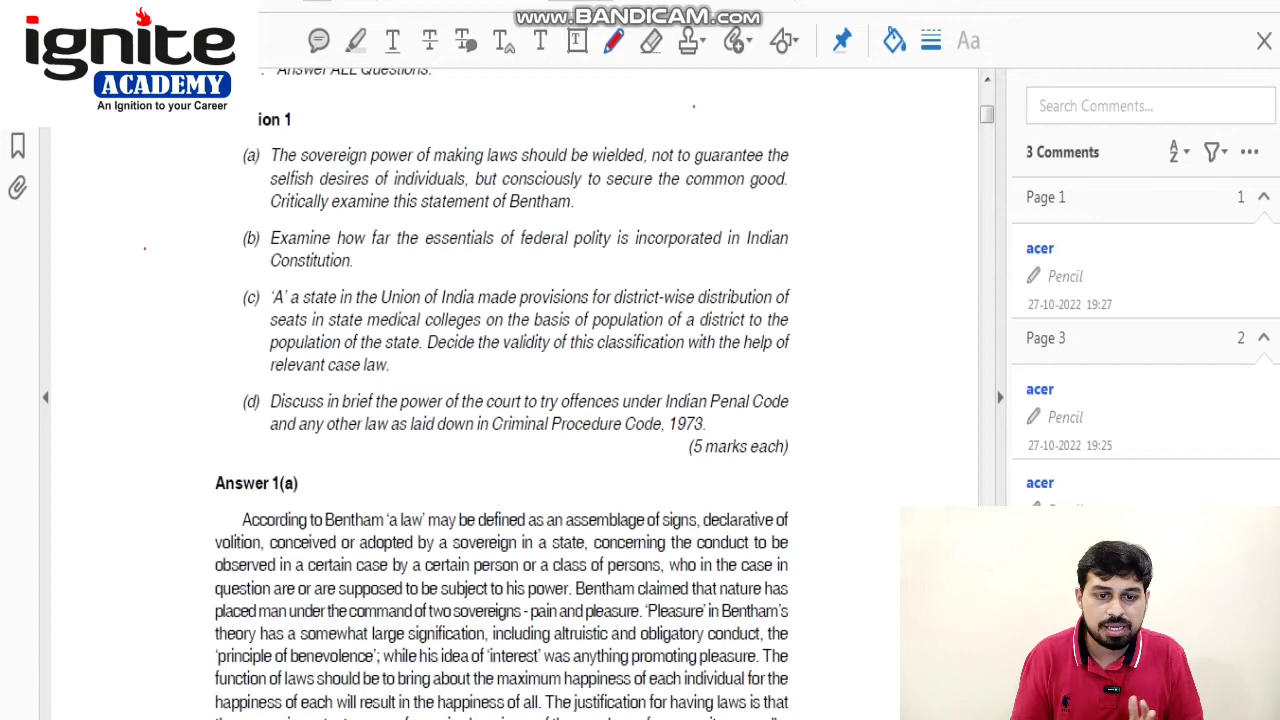 www.BANDICAM.com
ignite
ACADEMY
An Ignition to your Career
Answer ALL Questions.
ion 1
(a) The sovereign power of making laws should be wielded, not to guarantee the
selfish desires of individuals, but consciously to secure the common good.
Critically examine this statement of Bentham.
(b) Examine how far the essentials of federal polity is incorporated in Indian
Constitution.
(c) ‘A’ a state in the Union of India made provisions for district-wise distribution of
seats in state medical colleges on the basis of population of a district to the
population of the state. Decide the validity of this classification with the help of
relevant case law.
(d) Discuss in brief the power of the court to try offences under Indian Penal Code
and any other law as laid down in Criminal Procedure Code, 1973.
(5 marks each)
Answer 1(a)
According to Bentham ‘a law’ may be defined as an assemblage of signs, declarative of
volition, conceived or adopted by a sovereign in a state, concerning the conduct to be
observed in a certain case by a certain person or a class of persons, who in the case in
question are or are supposed to be subject to his power. Bentham claimed that nature has
placed man under the command of two sovereigns - pain and pleasure. ‘Pleasure’ in Bentham’s
theory has a somewhat large signification, including altruistic and obligatory conduct, the
‘principle of benevolence’; while his idea of ‘interest’ was anything promoting pleasure. The
function of laws should be to bring about the maximum happiness of each individual for the
happiness of each will result in the happiness of all. The justification for having laws is that
Aa
Search Comments...
3 Comments
Page 1 1
acer
Pencil
27-10-2022 19:27
Page 3 2
acer
Pencil
27-10-2022 19:25
acer